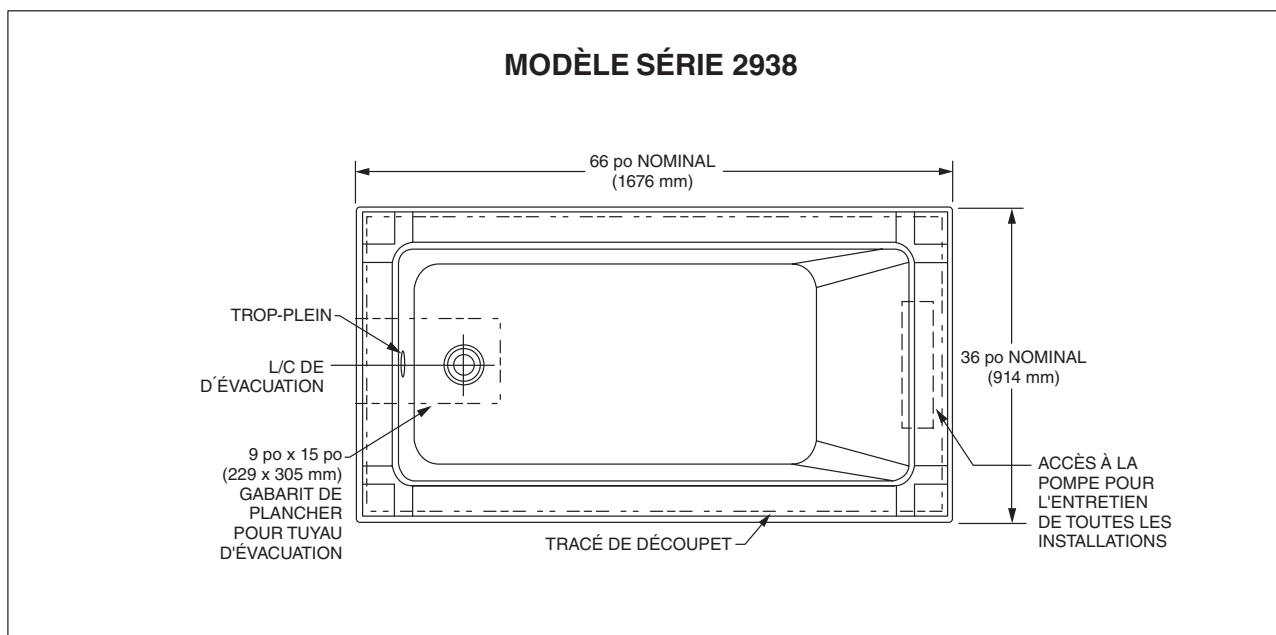 MODÈLE SÉRIE 2938
66 po NOMINAL
(1676 mm)
TROP-PLEIN
L/C DE
D´ÉVACUATION
36 po NOMINAL
(914 mm)
9 po x 15 po
(229 x 305 mm)
GABARIT DE
PLANCHER
POUR TUYAU
D'ÉVACUATION
TRACÉ DE DÉCOUPET
ACCÈS À LA
POMPE POUR
L'ENTRETIEN
DE TOUTES LES
INSTALLATIONS